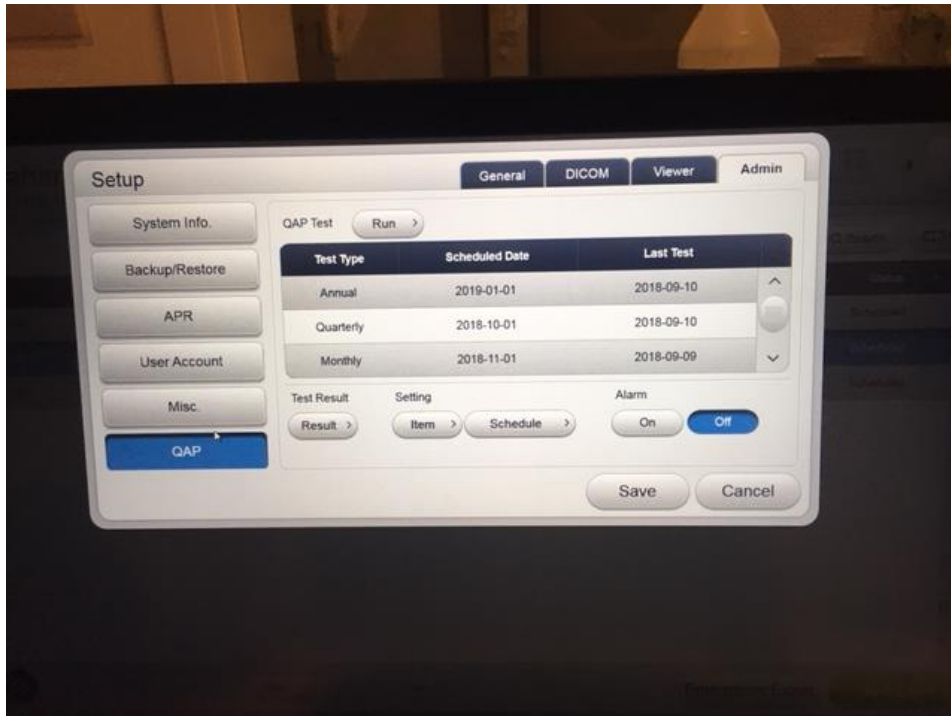 Setup
General DICOM Viewer Admin
System Info.
Backup/Restore
APR
User Account
Misc.
QAP
QAP Test Run >
Test Type Scheduled Date Last Test
Annual 2019-01-01 2018-09-10
Quarterly 2018-10-01 2018-09-10
Monthly 2018-11-01 2018-09-09
Test Result Setting Alarm
Result > Item > Schedule > On Off
Save Cancel